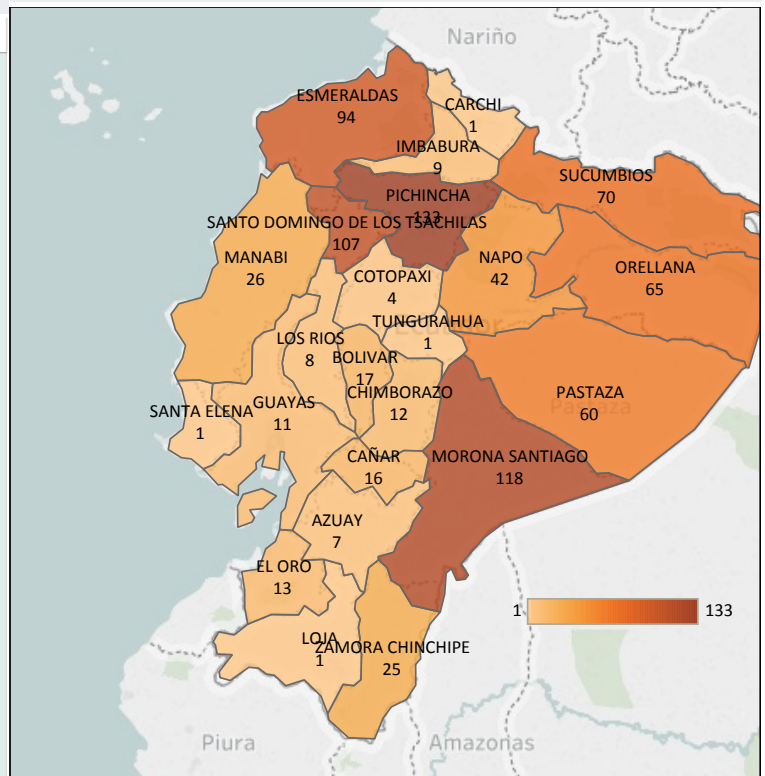 Nariño
ESMERALDAS
94
CARCHI
1
IMBABURA
9
SUCUMBIOS
70
PICHINCHA
133
SANTO DOMINGO DE LOS TSACHILAS
107
MANABI
26
NAPO
42
ORELLANA
65
COTOPAXI
4
TUNGURAHUA
1
Ecuador
LOS RIOS
8
BOLIVAR
17
CHIMBORAZO
12
PASTAZA
60
Pastaza
SANTA ELENA
1
GUAYAS
11
CAÑAR
16
MORONA SANTIAGO
118
AZUAY
7
EL ORO
13
1
133
LOJA
1
ZAMORA CHINCHIPE
25
Piura
Amazonas